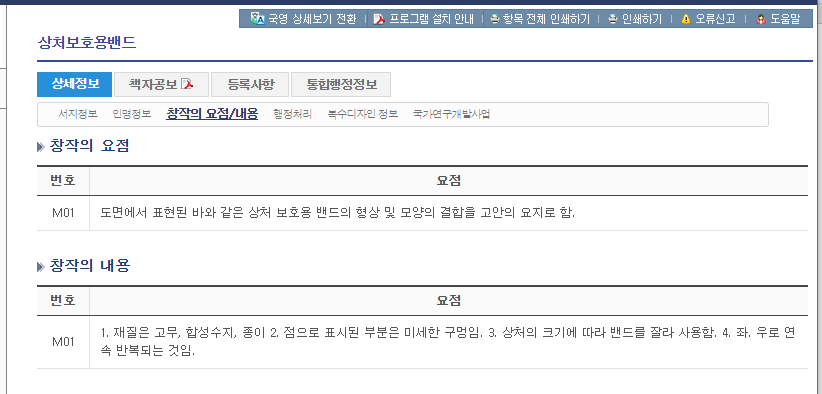 국영 상세보기 전환 | 프로그램 설치 안내 | 항목 전체 인쇄하기 | 인쇄하기 | 오류신고 | 도움말
상처보호용밴드
상세정보 책자공보 등록사항 통합행정정보
서지정보 인명정보 창작의 요점/내용 행정처리 복수디자인 정보 국가연구개발사업
창작의 요점
번호 요점
M01 도면에서 표현된 바와 같은 상처 보호용 밴드의 형상 및 모양의 결합을 고안의 요지로 함.
창작의 내용
번호 요점
M01 1. 재질은 고무, 합성수지, 종이 2. 점으로 표시된 부분은 미세한 구멍임. 3. 상처의 크기에 따라 밴드를 잘라 사용함. 4. 좌. 우로 연
속 반복되는 것임.